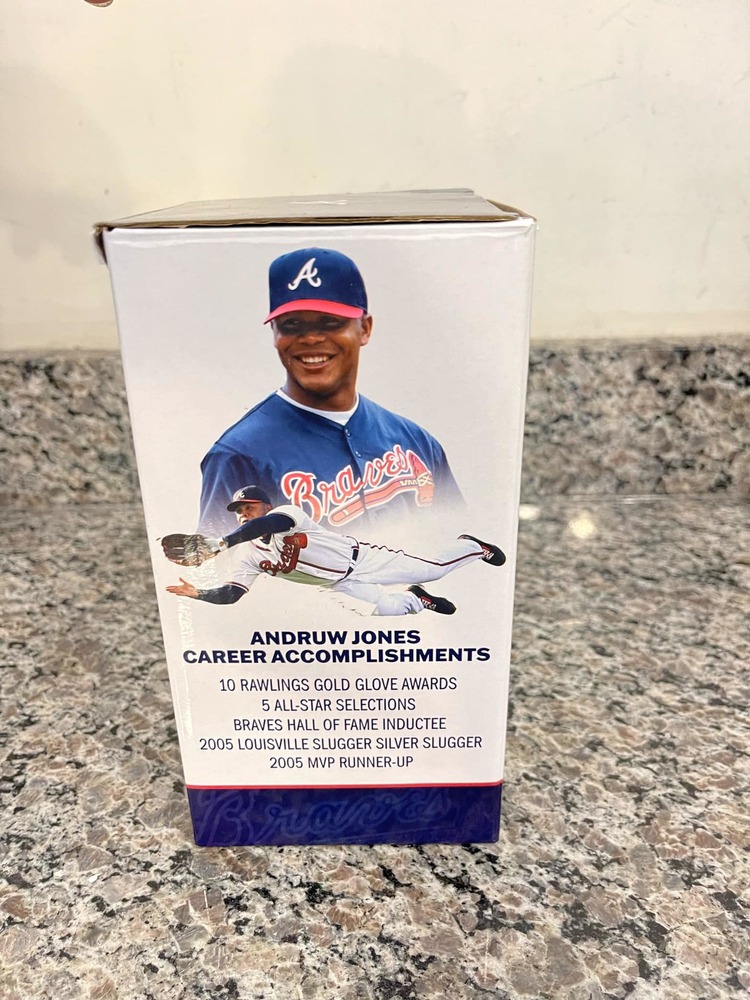 A
Braves
A
Braves
ANDRUW JONES
CAREER ACCOMPLISHMENTS
10 RAWLINGS GOLD GLOVE AWARDS
5 ALL-STAR SELECTIONS
BRAVES HALL OF FAME INDUCTEE
2005 LOUISVILLE SLUGGER SILVER SLUGGER
2005 MVP RUNNER-UP
Braves